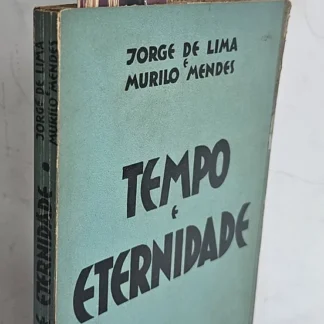 JORGE DE LIMA
e
MURILO MENDES
TEMPO
e
ETERNIDADE
JORGE DE LIMA
e
MURILO MENDES
E ETERNIDADE